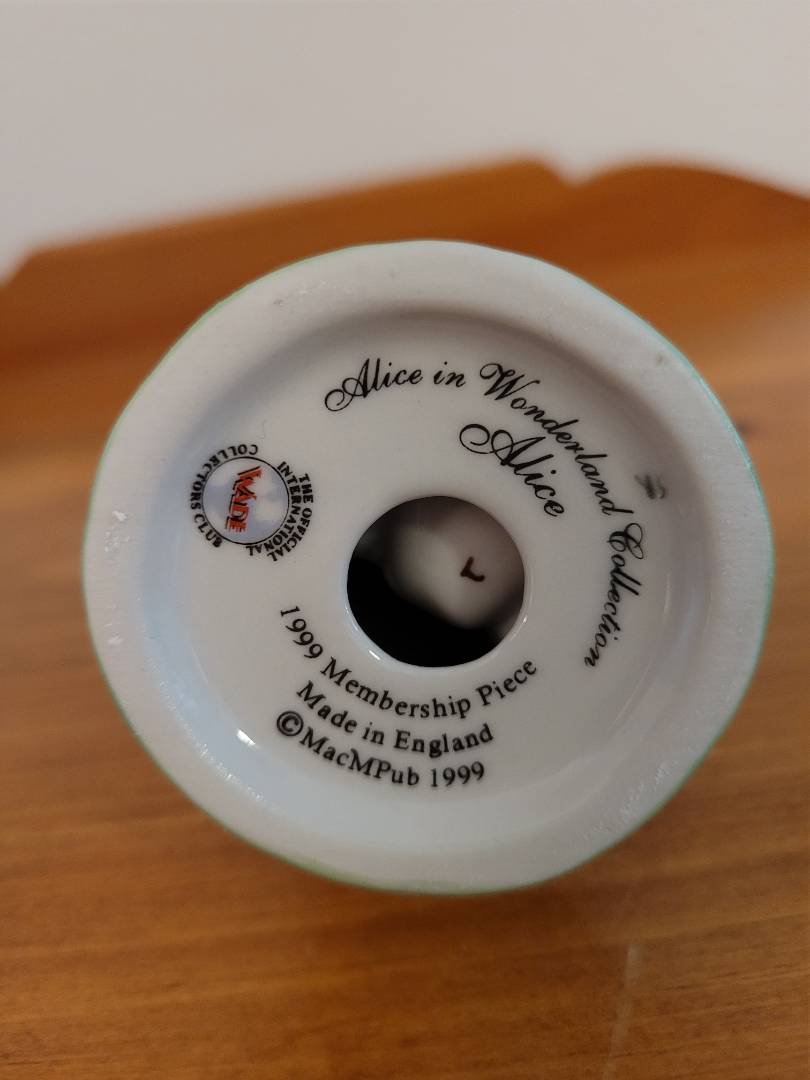 Alice in Wonderland Collection
Alice
THE OFFICIAL
INTERNATIONAL
WADE
COLLECTORS CLUB
1999 Membership Piece
Made in England
©MacMPub 1999